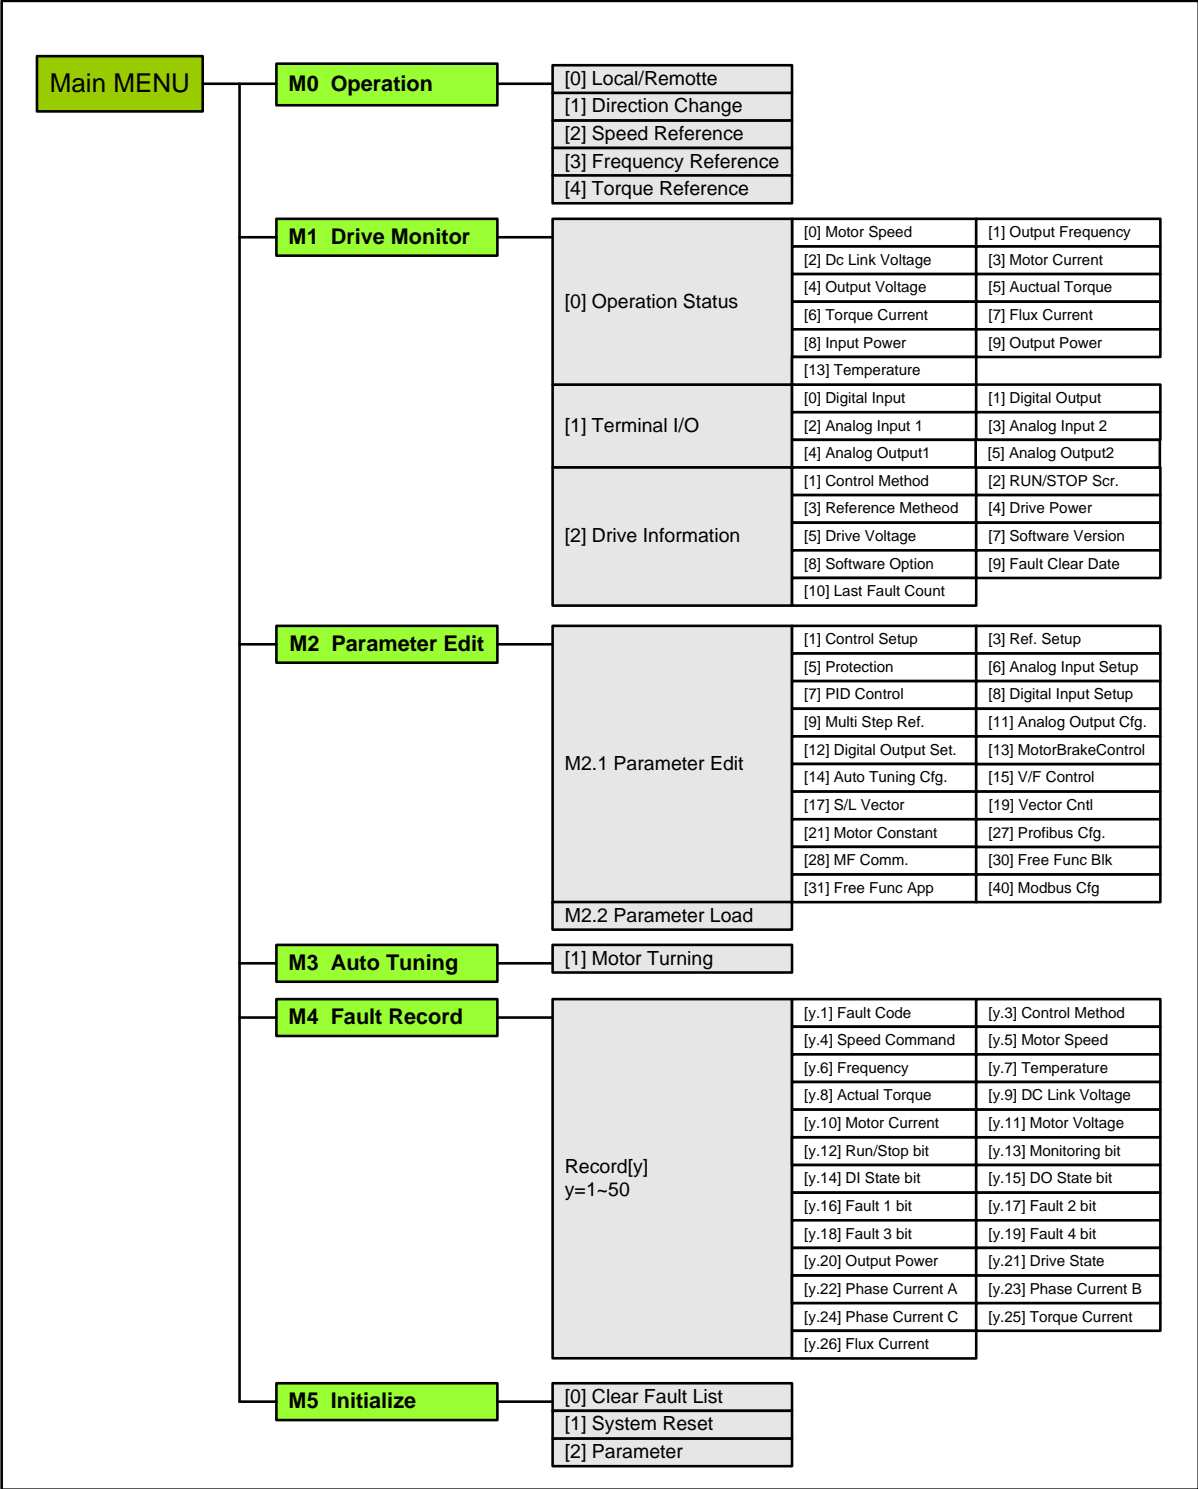 Main MENU
M0 Operation
[0] Local/Remotte
[1] Direction Change
[2] Speed Reference
[3] Frequency Reference
[4] Torque Reference
M1 Drive Monitor
[0] Operation Status
[0] Motor Speed
[1] Output Frequency
[2] Dc Link Voltage
[3] Motor Current
[4] Output Voltage
[5] Auctual Torque
[6] Torque Current
[7] Flux Current
[8] Input Power
[9] Output Power
[13] Temperature
[1] Terminal I/O
[0] Digital Input
[1] Digital Output
[2] Analog Input 1
[3] Analog Input 2
[4] Analog Output1
[5] Analog Output2
[2] Drive Information
[1] Control Method
[2] RUN/STOP Scr.
[3] Reference Metheod
[4] Drive Power
[5] Drive Voltage
[7] Software Version
[8] Software Option
[9] Fault Clear Date
[10] Last Fault Count
M2 Parameter Edit
M2.1 Parameter Edit
[1] Control Setup
[3] Ref. Setup
[5] Protection
[6] Analog Input Setup
[7] PID Control
[8] Digital Input Setup
[9] Multi Step Ref.
[11] Analog Output Cfg.
[12] Digital Output Set.
[13] MotorBrakeControl
[14] Auto Tuning Cfg.
[15] V/F Control
[17] S/L Vector
[19] Vector Cntl
[21] Motor Constant
[27] Profibus Cfg.
[28] MF Comm.
[30] Free Func Blk
[31] Free Func App
[40] Modbus Cfg
M2.2 Parameter Load
M3 Auto Tuning
[1] Motor Turning
M4 Fault Record
Record[y]
y=1~50
[y.1] Fault Code
[y.3] Control Method
[y.4] Speed Command
[y.5] Motor Speed
[y.6] Frequency
[y.7] Temperature
[y.8] Actual Torque
[y.9] DC Link Voltage
[y.10] Motor Current
[y.11] Motor Voltage
[y.12] Run/Stop bit
[y.13] Monitoring bit
[y.14] DI State bit
[y.15] DO State bit
[y.16] Fault 1 bit
[y.17] Fault 2 bit
[y.18] Fault 3 bit
[y.19] Fault 4 bit
[y.20] Output Power
[y.21] Drive State
[y.22] Phase Current A
[y.23] Phase Current B
[y.24] Phase Current C
[y.25] Torque Current
[y.26] Flux Current
M5 Initialize
[0] Clear Fault List
[1] System Reset
[2] Parameter